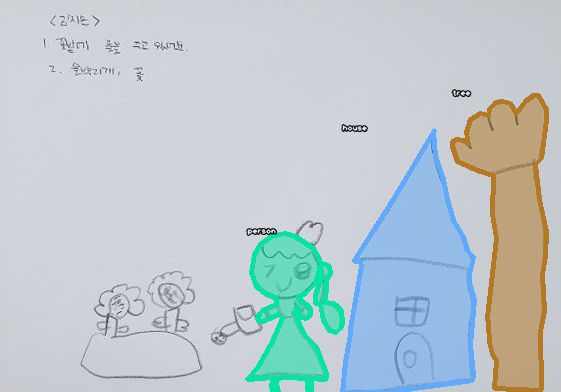 <김지은>
1. 꽃밭에 물을 주고 있어요.
2. 물뿌리개, 꽃
tree
house
person